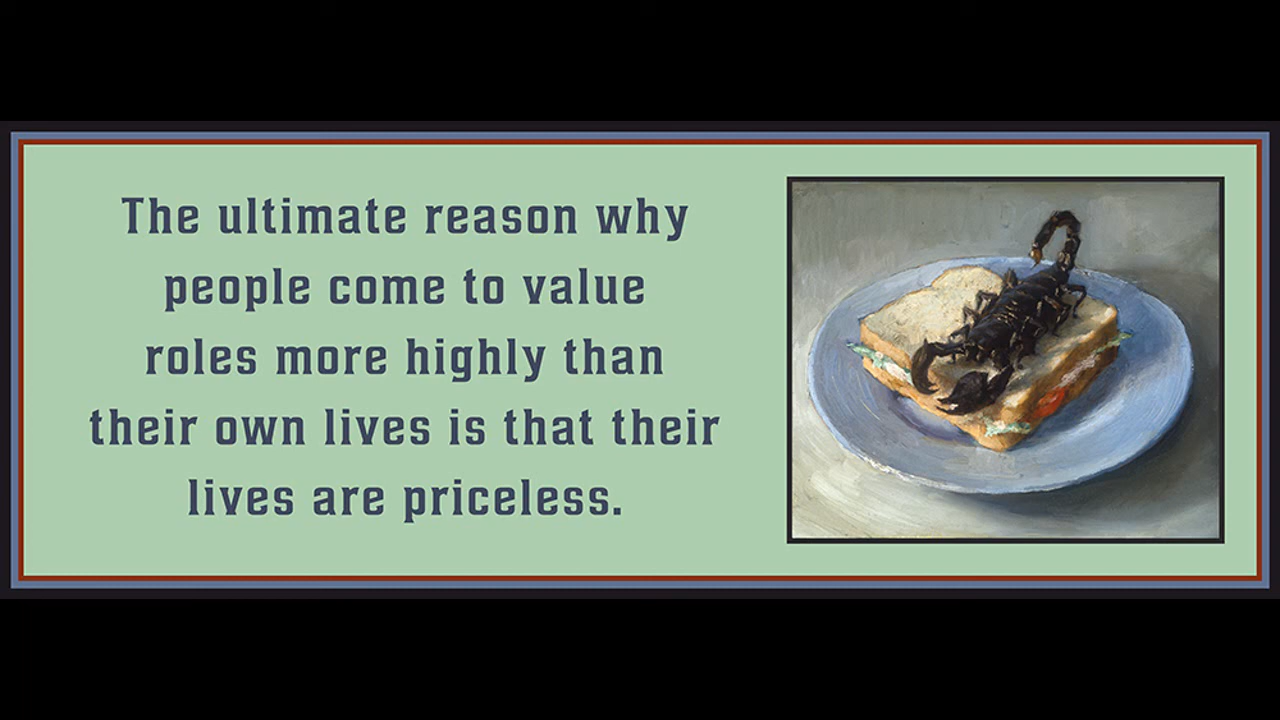 The ultimate reason why
people come to value
roles more highly than
their own lives is that their
lives are priceless.